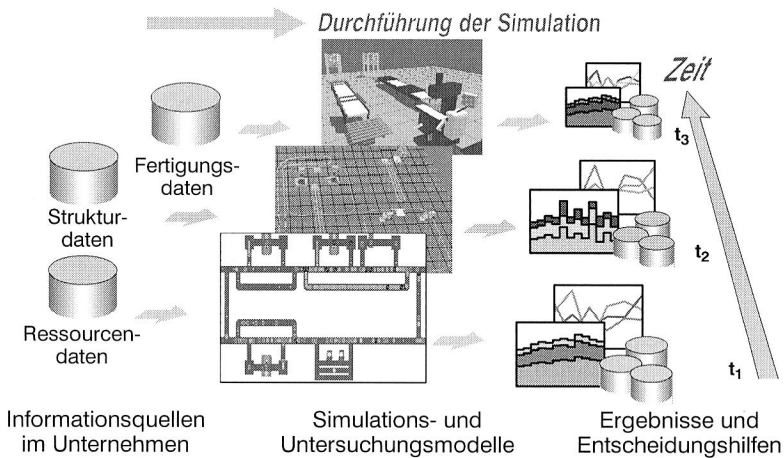 Durchführung der Simulation
Zeit
Fertigungs-
daten
t3
Struktur-
daten
t2
Ressourcen-
daten
t1
Informationsquellen
im Unternehmen
Simulations- und
Untersuchungsmodelle
Ergebnisse und
Entscheidungshilfen